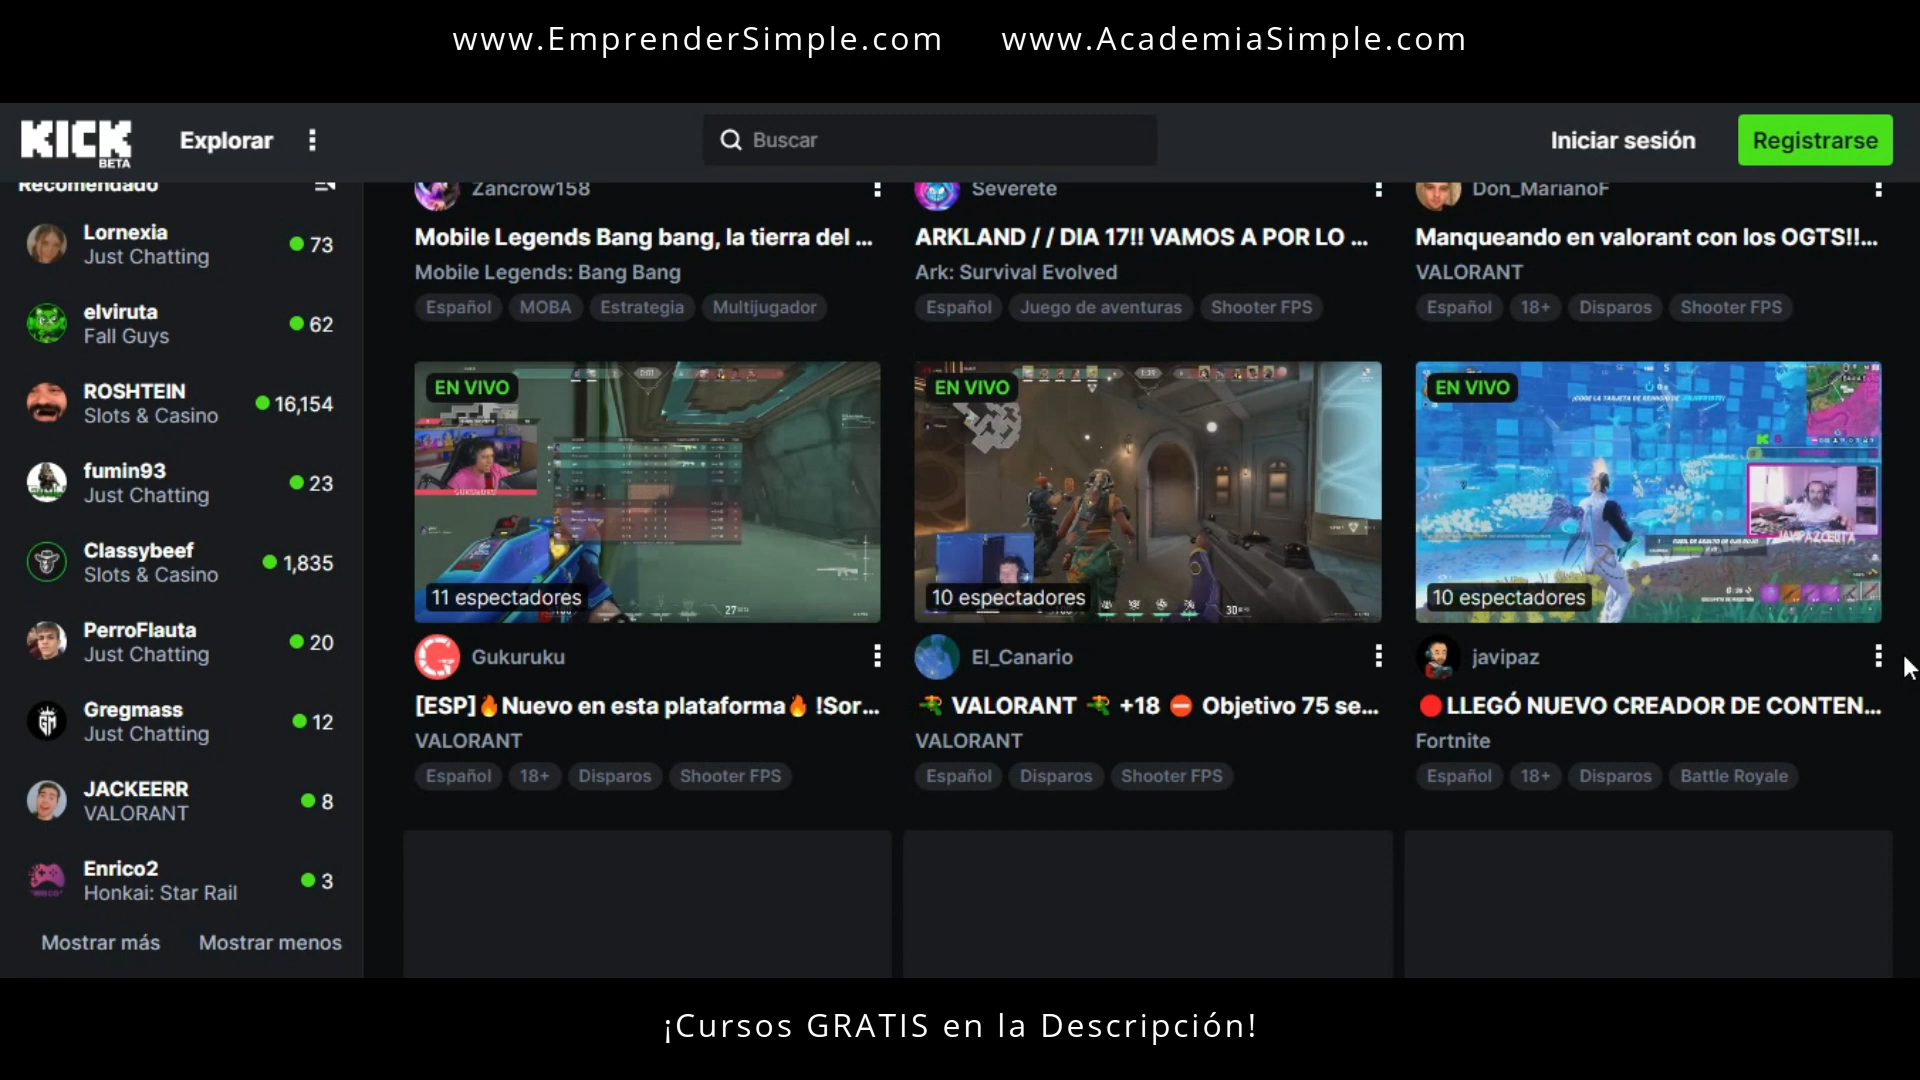 www.EmprenderSimple.com www.AcademiaSimple.com
KICK BETA
Explorar
Buscar
Iniciar sesión
Registrarse
Recomendado
Lornexia
Just Chatting
73
elviruta
Fall Guys
62
ROSHTEIN
Slots & Casino
16,154
fumin93
Just Chatting
23
Classybeef
Slots & Casino
1,835
PerroFlauta
Just Chatting
20
Gregmass
Just Chatting
12
JACKEERR
VALORANT
8
Enrico2
Honkai: Star Rail
3
Mostrar más Mostrar menos
Zancrow158
Mobile Legends Bang bang, la tierra del ...
Mobile Legends: Bang Bang
Español MOBA Estrategia Multijugador
Severete
ARKLAND / / DIA 17!! VAMOS A POR LO ...
Ark: Survival Evolved
Español Juego de aventuras Shooter FPS
Don_MarianoF
Manqueando en valorant con los OGTS!!...
VALORANT
Español 18+ Disparos Shooter FPS
EN VIVO
11 espectadores
Gukuruku
[ESP]🔥Nuevo en esta plataforma🔥 !Sor...
VALORANT
Español 18+ Disparos Shooter FPS
EN VIVO
10 espectadores
El_Canario
🔫 VALORANT 🔫 +18 ⛔ Objetivo 75 se...
VALORANT
Español Disparos Shooter FPS
EN VIVO
10 espectadores
javipaz
🔴LLEGÓ NUEVO CREADOR DE CONTEN...
Fortnite
Español 18+ Disparos Battle Royale
¡Cursos GRATIS en la Descripción!